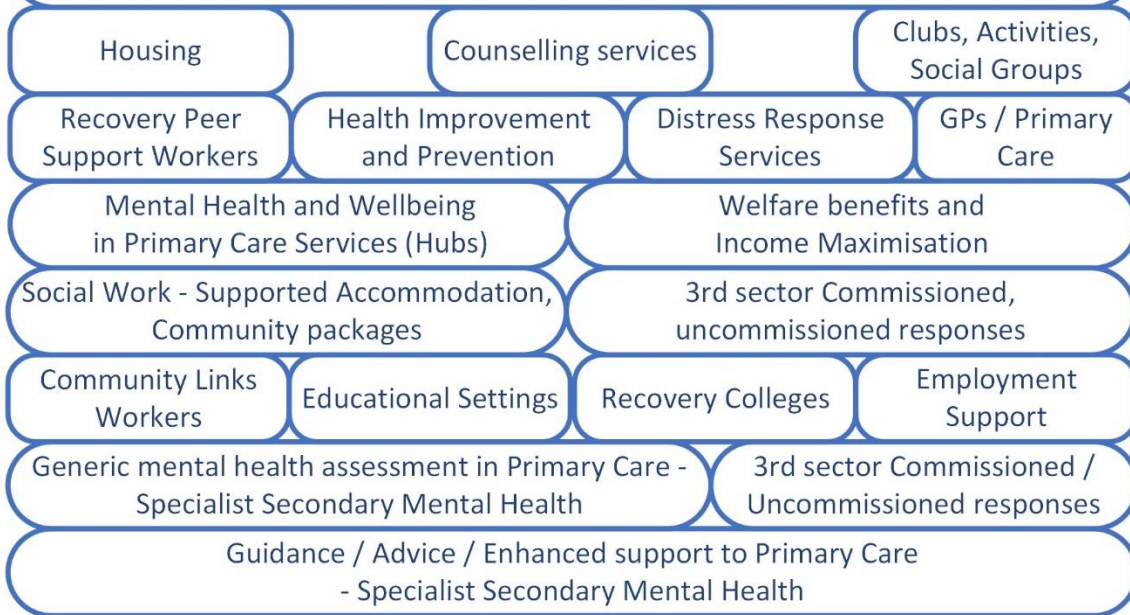 Housing
Counselling services
Clubs, Activities,
Social Groups
Recovery Peer
Support Workers
Health Improvement
and Prevention
Distress Response
Services
GPs / Primary
Care
Mental Health and Wellbeing
in Primary Care Services (Hubs)
Welfare benefits and
Income Maximisation
Social Work - Supported Accommodation,
Community packages
3rd sector Commissioned,
uncommissioned responses
Community Links
Workers
Educational Settings
Recovery Colleges
Employment
Support
Generic mental health assessment in Primary Care -
Specialist Secondary Mental Health
3rd sector Commissioned /
Uncommissioned responses
Guidance / Advice / Enhanced support to Primary Care
- Specialist Secondary Mental Health